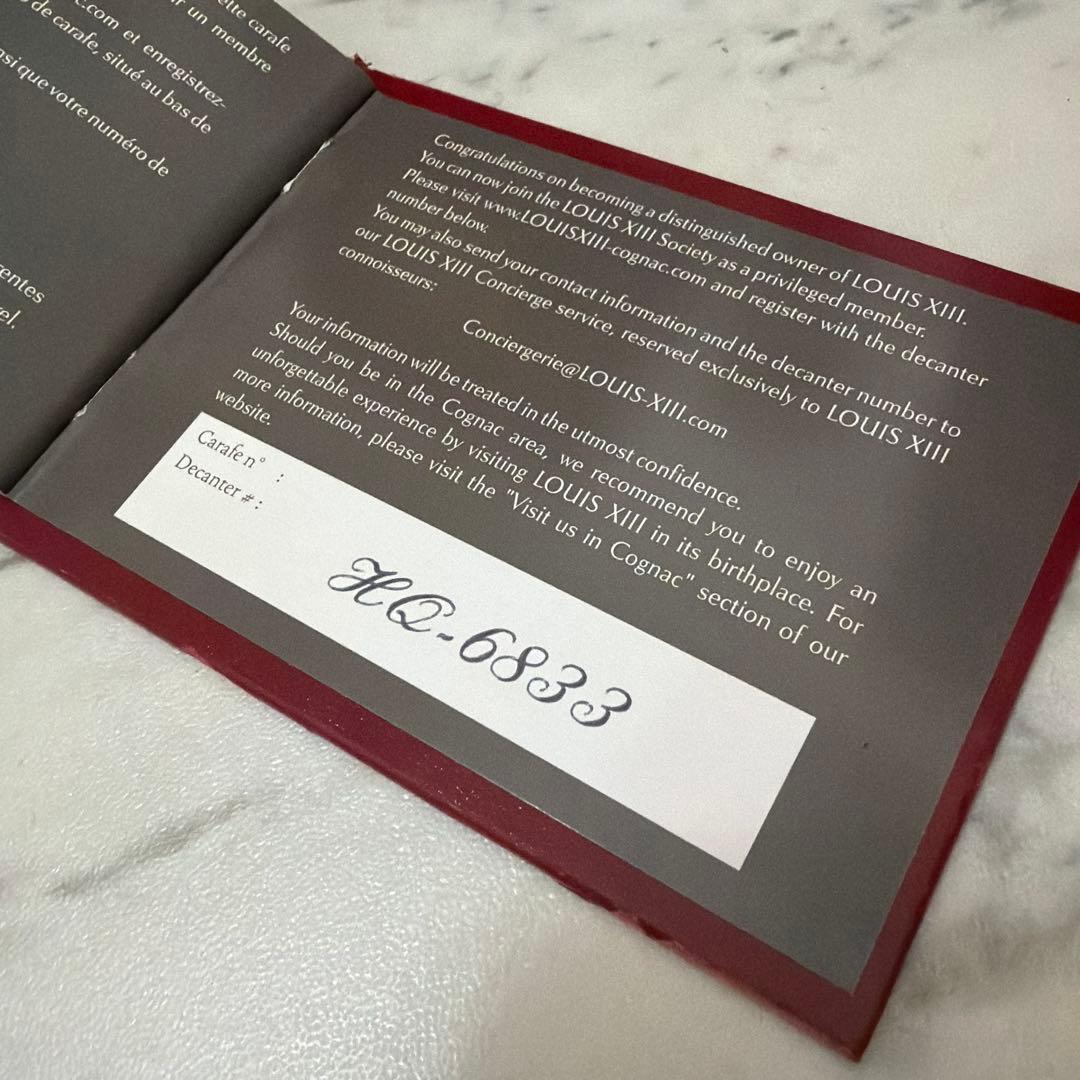 ette carafe
c.com et enregistrez-
ur un membre
de carafe, situé au bas de
nsi que votre numéro de
entes
el.
Congratulations on becoming a distinguished owner of LOUIS XIII.
You can now join the LOUIS XIII Society as a privileged member.
Please visit www.LOUISXIII-cognac.com and register with the decanter
number below.
You may also send your contact information and the decanter number to
our LOUIS XIII Concierge service, reserved exclusively to LOUIS XIII
connoisseurs:
Conciergerie@LOUIS-XIII.com
Your information will be treated in the utmost confidence.
Should you be in the Cognac area, we recommend you to enjoy an
unforgettable experience by visiting LOUIS XIII in its birthplace. For
more information, please visit the "Visit us in Cognac" section of our
website.
Carafe n° :
Decanter # :
HQ-6833